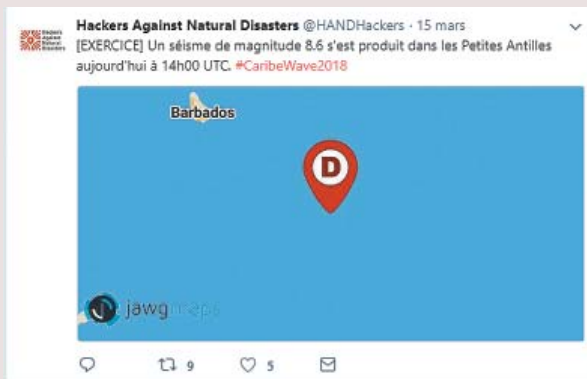 Hackers Against Natural Disasters @HANDHackers · 15 mars
[EXERCICE] Un séisme de magnitude 8.6 s'est produit dans les Petites Antilles
aujourd'hui à 14h00 UTC. #CaribeWave2018
Barbados
D
jawgmaps
9 5